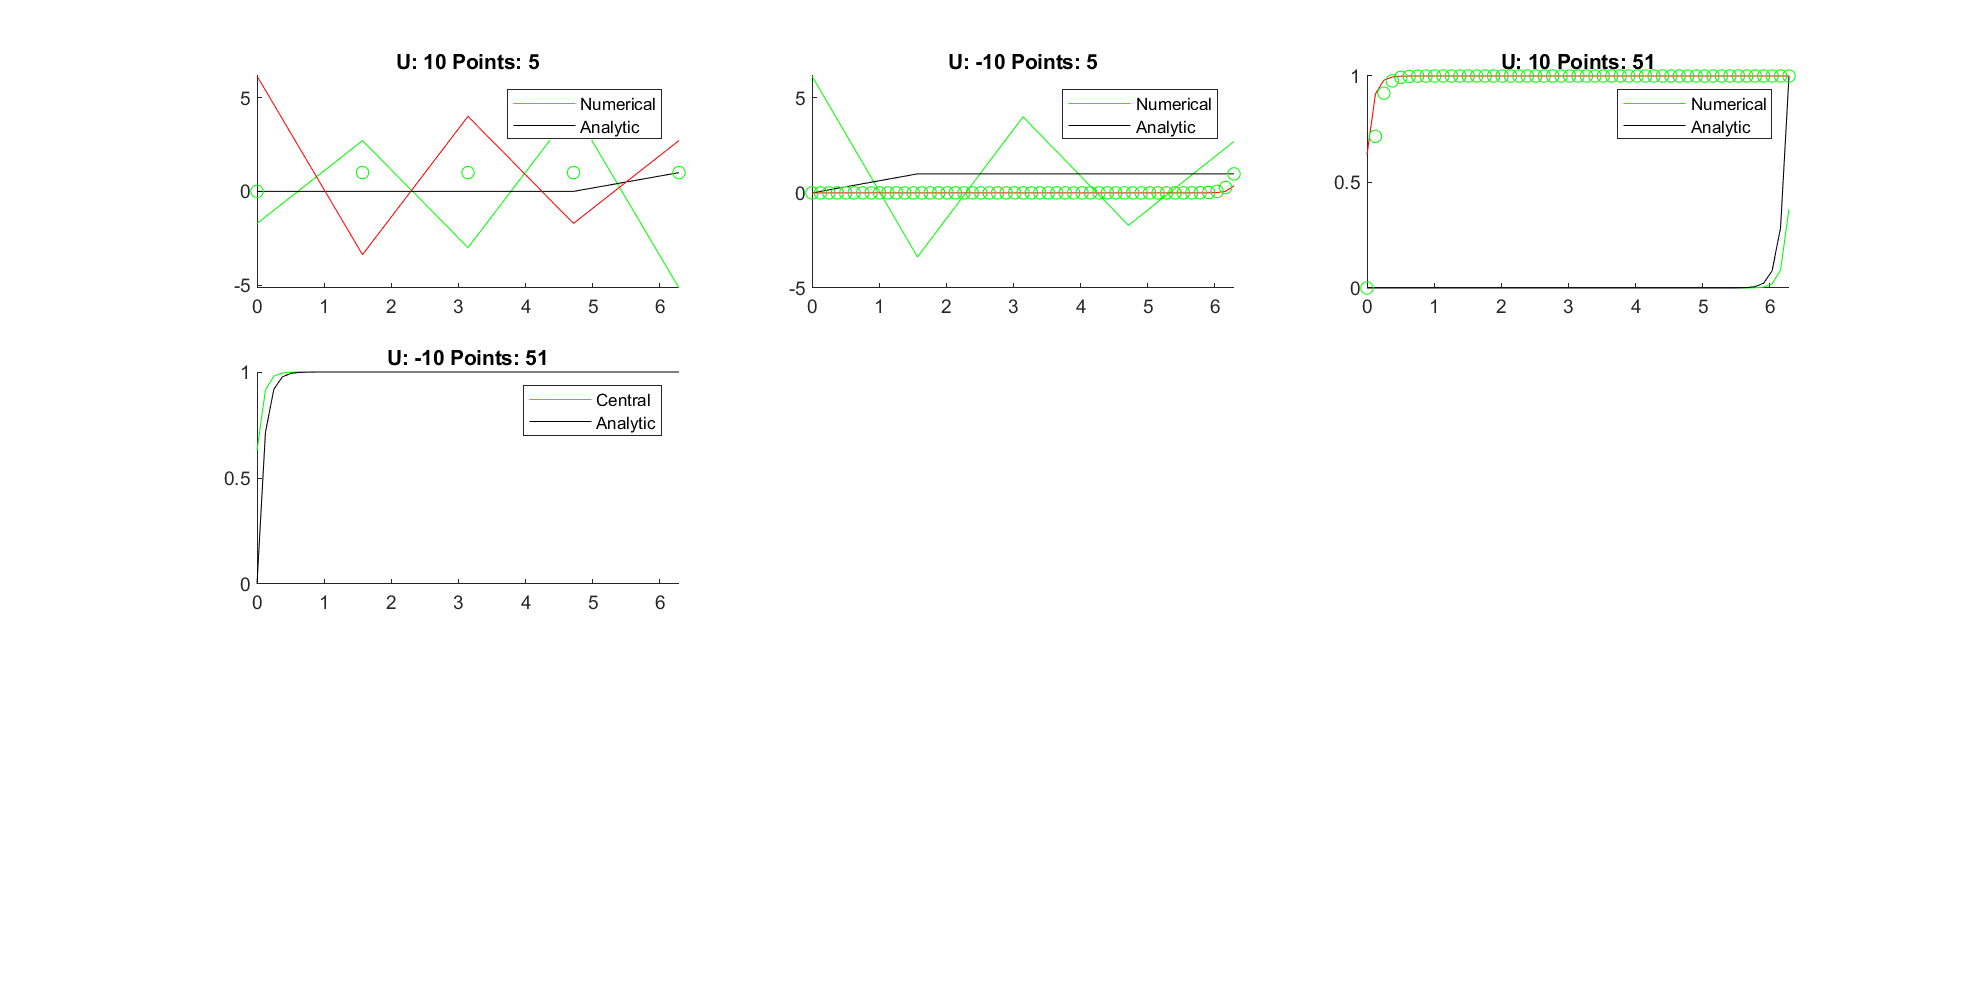 U: 10 Points: 5
5
0
-5
0 1 2 3 4 5 6
Numerical
Analytic
U: -10 Points: 5
5
0
-5
0 1 2 3 4 5 6
Numerical
Analytic
U: 10 Points: 51
1
0.5
0
0 1 2 3 4 5 6
Numerical
Analytic
U: -10 Points: 51
1
0.5
0
0 1 2 3 4 5 6
Central
Analytic